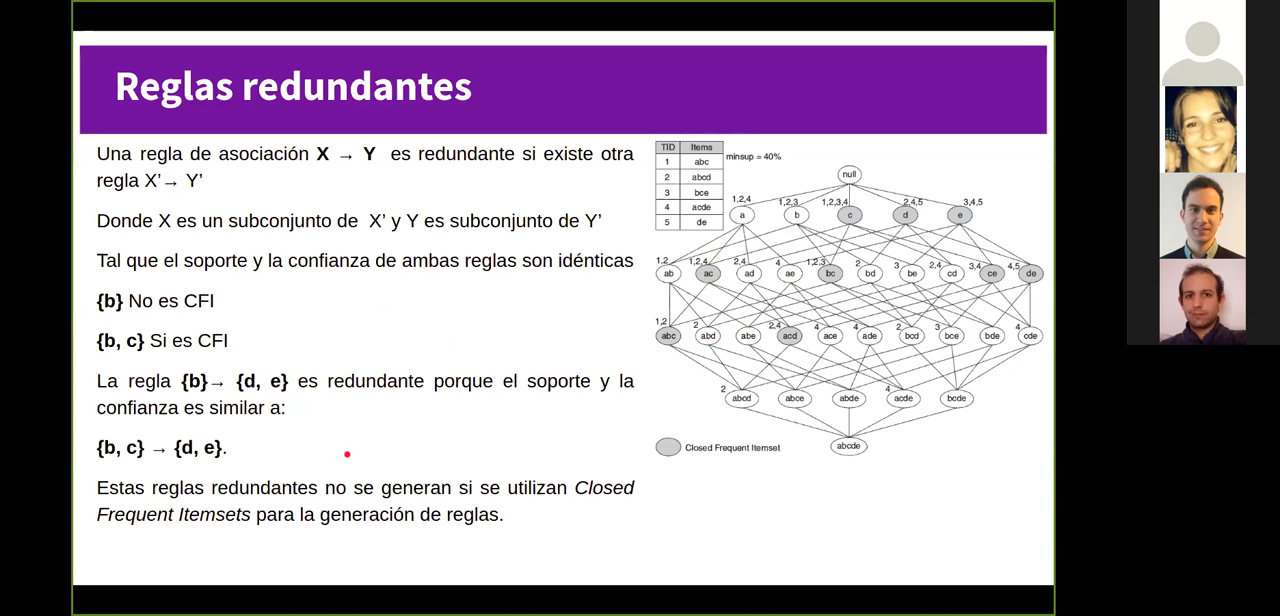 Reglas redundantes
Una regla de asociación X → Y es redundante si existe otra
regla X’→ Y’
Donde X es un subconjunto de X’ y Y es subconjunto de Y’
Tal que el soporte y la confianza de ambas reglas son idénticas
{b} No es CFI
{b, c} Si es CFI
La regla {b}→ {d, e} es redundante porque el soporte y la
confianza es similar a:
{b, c} → {d, e}.
Estas reglas redundantes no se generan si se utilizan Closed
Frequent Itemsets para la generación de reglas.
TID Items
1 abc
2 abcd
3 bce
4 acde
5 de
minsup = 40%
null
1,2,4 1,2,3 1,2,3,4 2,4,5 3,4,5
a b c d e
1,2 1,2,4 2,4 4 1,2,3 2 3 2,4 3,4 4,5
ab ac ad ae bc bd be cd ce de
1,2 2 2,4 4 4 2 3 4
abc abd abe acd ace ade bcd bce bde cde
2 4
abcd abce abde acde bcde
abcde
Closed Frequent Itemset